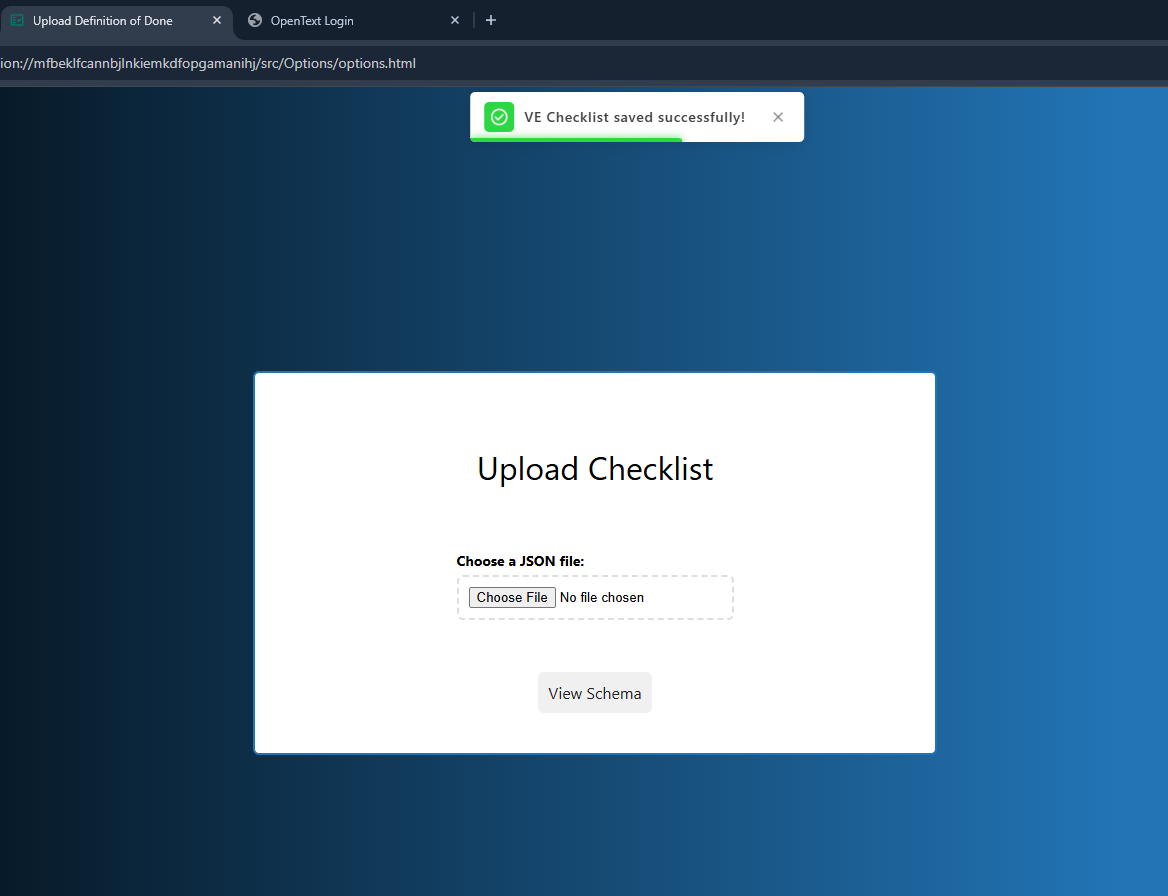 Upload Definition of Done
OpenText Login
ion://mfbeklfcannbjlnkiemkdfopgamanihj/src/Options/options.html
VE Checklist saved successfully!
Upload Checklist
Choose a JSON file:
Choose File No file chosen
View Schema